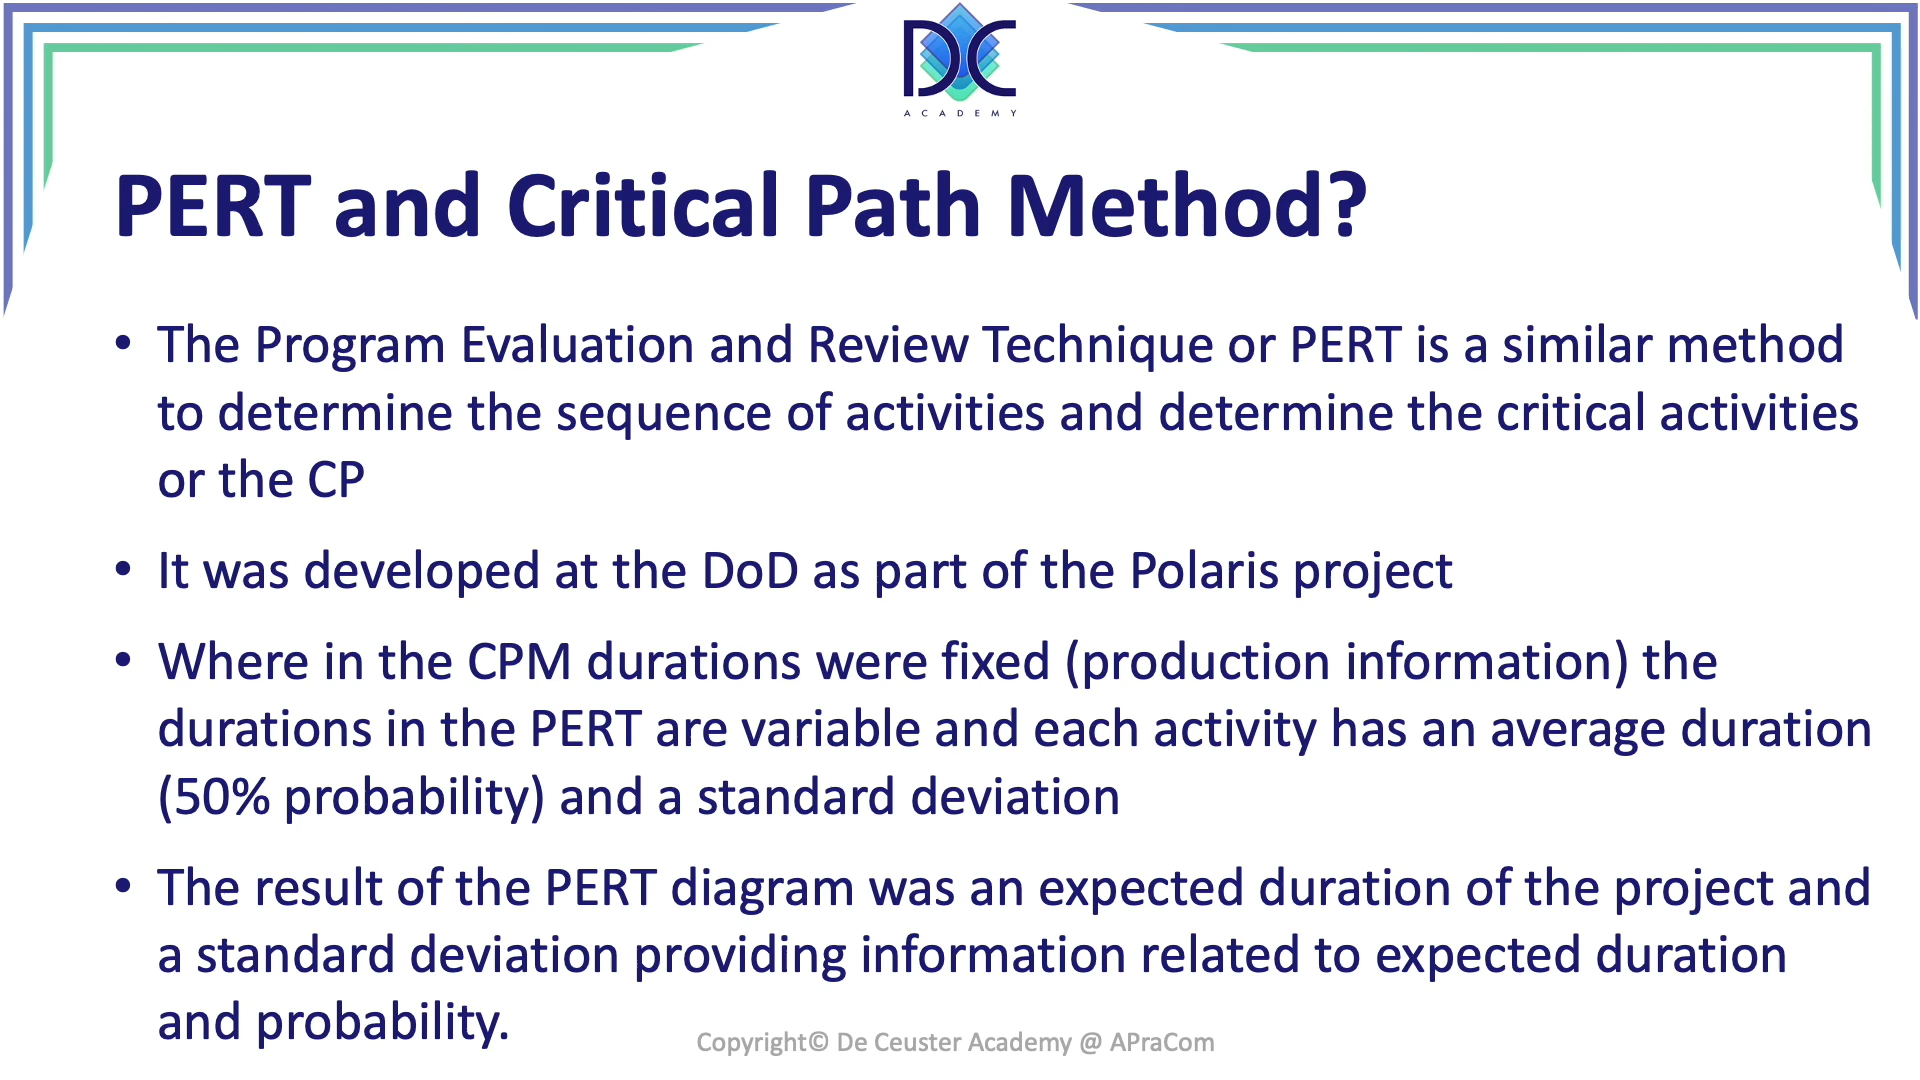 DC
ACADEMY
PERT and Critical Path Method?
• The Program Evaluation and Review Technique or PERT is a similar method
to determine the sequence of activities and determine the critical activities
or the CP
• It was developed at the DoD as part of the Polaris project
• Where in the CPM durations were fixed (production information) the
durations in the PERT are variable and each activity has an average duration
(50% probability) and a standard deviation
• The result of the PERT diagram was an expected duration of the project and
a standard deviation providing information related to expected duration
and probability.
Copyright© De Ceuster Academy @ APraCom